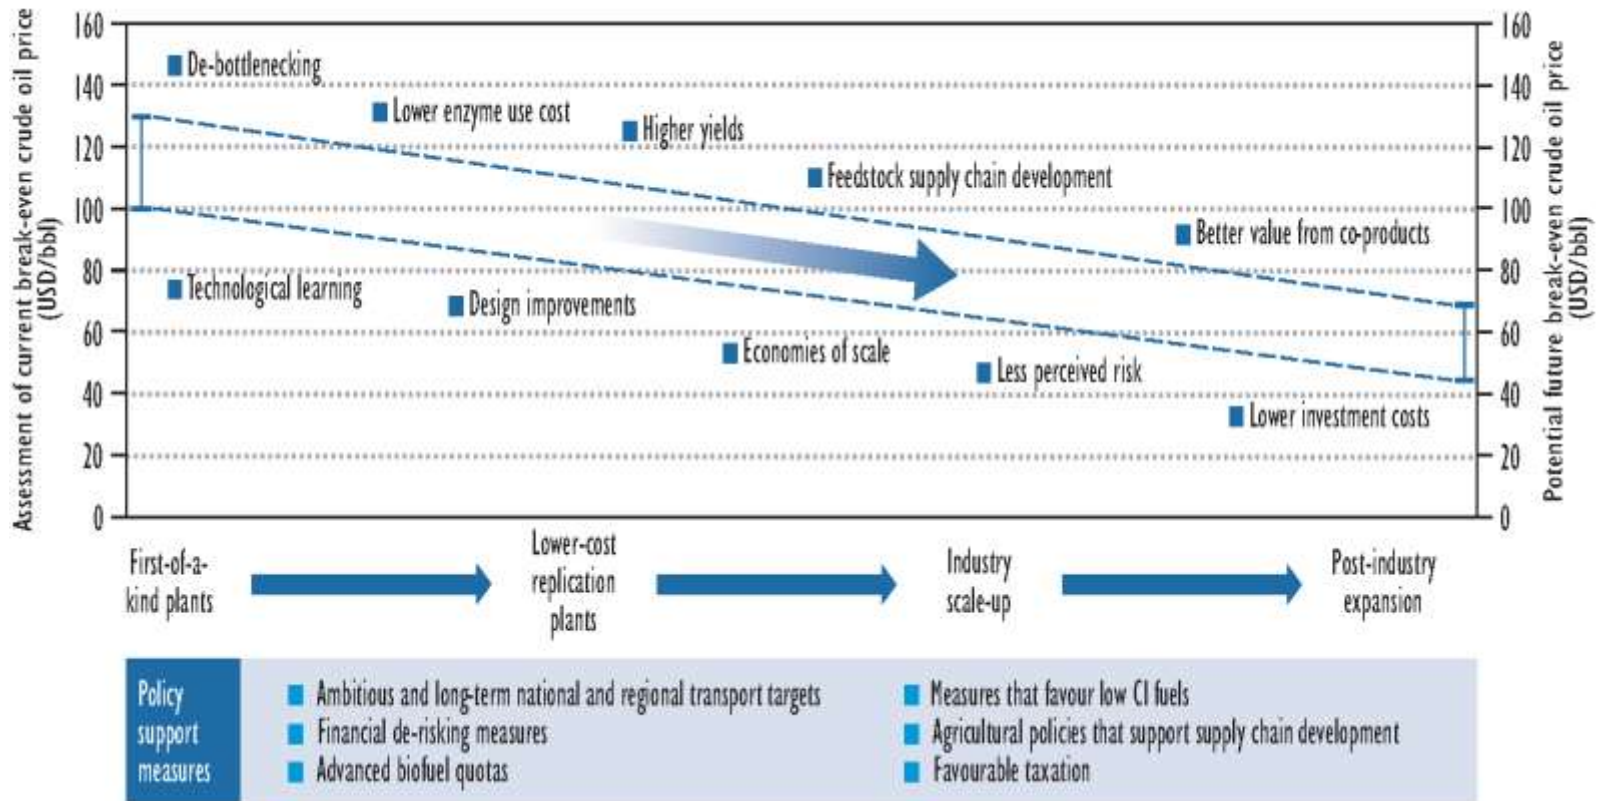 Assessment of current break-even crude oil price
(USD/bbl)
160
140
120
100
80
60
40
20
0
De-bottlenecking
Lower enzyme use cost
Higher yields
Feedstock supply chain development
Better value from co-products
Technological learning
Design improvements
Economies of scale
Less perceived risk
Lower investment costs
160
140
120
100
80
60
40
20
0
Potential future break-even crude oil price
(USD/bbl)
First-of-a-
kind plants
Lower-cost
replication
plants
Industry
scale-up
Post-industry
expansion
Policy
support
measures
Ambitious and long-term national and regional transport targets
Financial de-risking measures
Advanced biofuel quotas
Measures that favour low CI fuels
Agricultural policies that support supply chain development
Favourable taxation